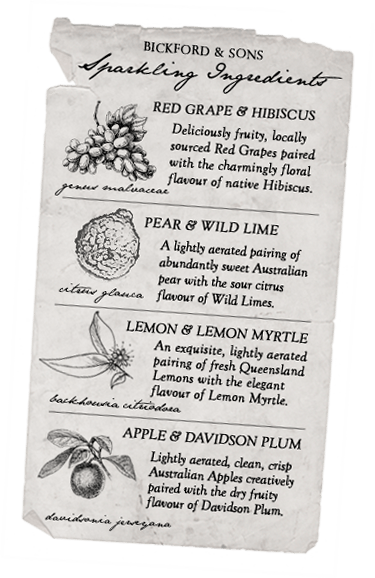 BICKFORD & SONS
Sparkling Ingredients
RED GRAPE & HIBISCUS
Deliciously fruity, locally
sourced Red Grapes paired
with the charmingly floral
flavour of native Hibiscus.
genus malvaceae
PEAR & WILD LIME
A lightly aerated pairing of
abundantly sweet Australian
pear with the sour citrus
flavour of Wild Limes.
citrus glauca
LEMON & LEMON MYRTLE
An exquisite, lightly aerated
pairing of fresh Queensland
Lemons with the elegant
flavour of Lemon Myrtle.
backhousia citriodora
APPLE & DAVIDSON PLUM
Lightly aerated, clean, crisp
Australian Apples creatively
paired with the dry fruity
flavour of Davidson Plum.
davidsonia jerseyana